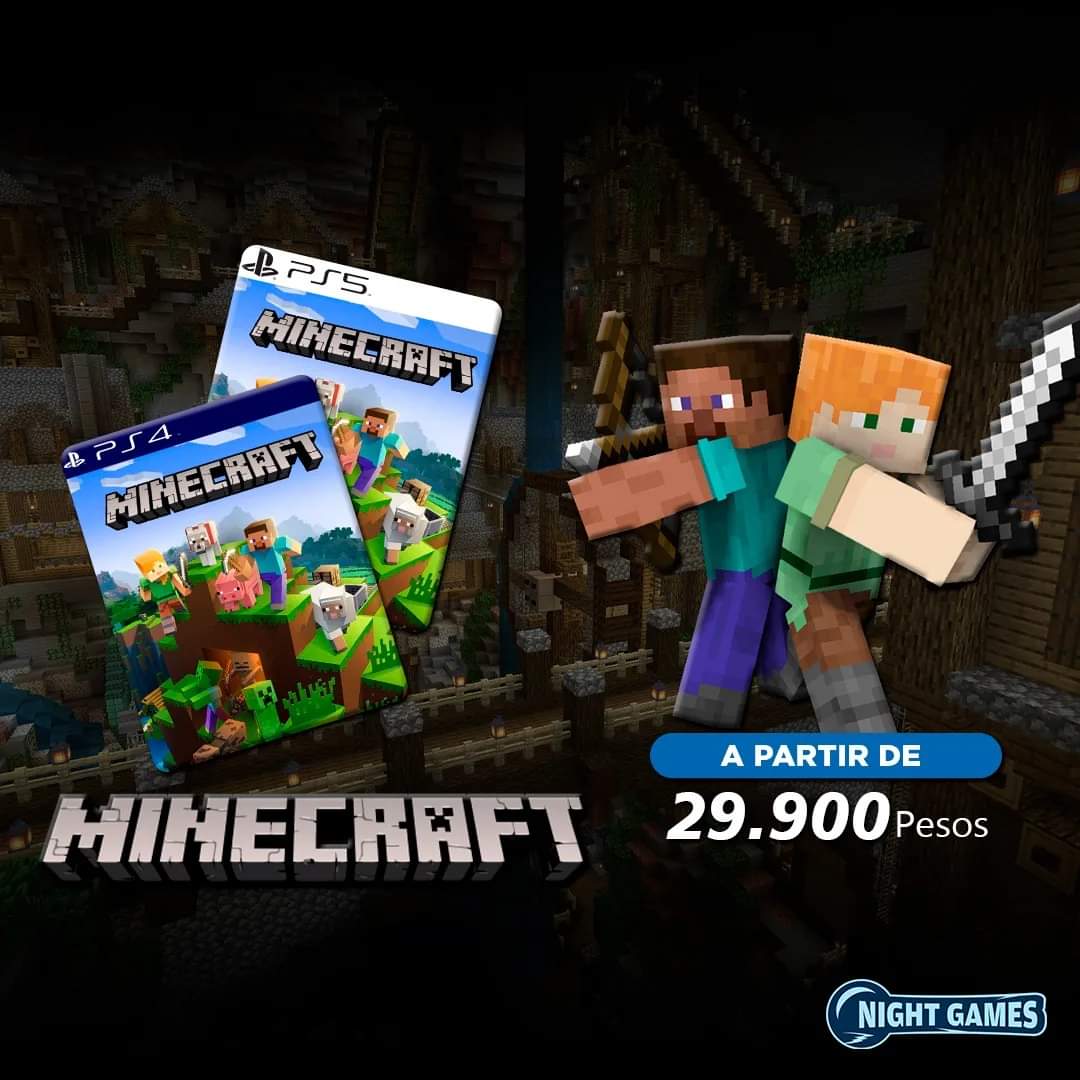 PS5
MINECRAFT
PS4
MINECRAFT
MINECRAFT
A PARTIR DE
29.900 Pesos
NIGHT GAMES